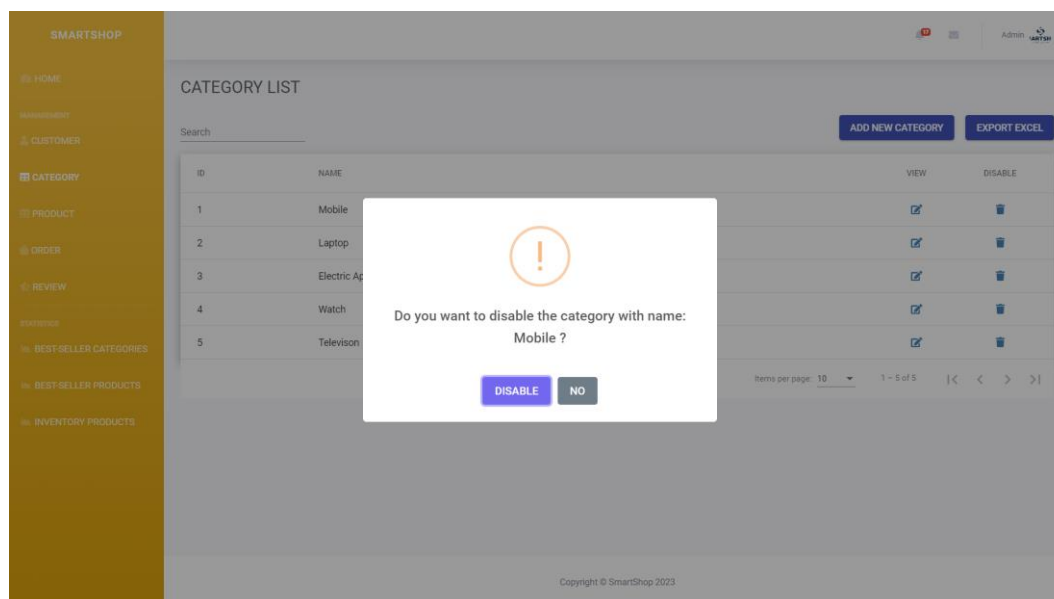 SMARTSHOP
Admin
HOME
MANAGEMENT
CUSTOMER
CATEGORY
PRODUCT
ORDER
REVIEW
STATISTICS
BEST-SELLER CATEGORIES
BEST-SELLER PRODUCTS
INVENTORY PRODUCTS
CATEGORY LIST
Search
ADD NEW CATEGORY EXPORT EXCEL
ID NAME VIEW DISABLE
1 Mobile
2 Laptop
3 Electric Ap
4 Watch
5 Televison
Items per page: 10 1 – 5 of 5
Do you want to disable the category with name:
Mobile ?
DISABLE NO
Copyright © SmartShop 2023